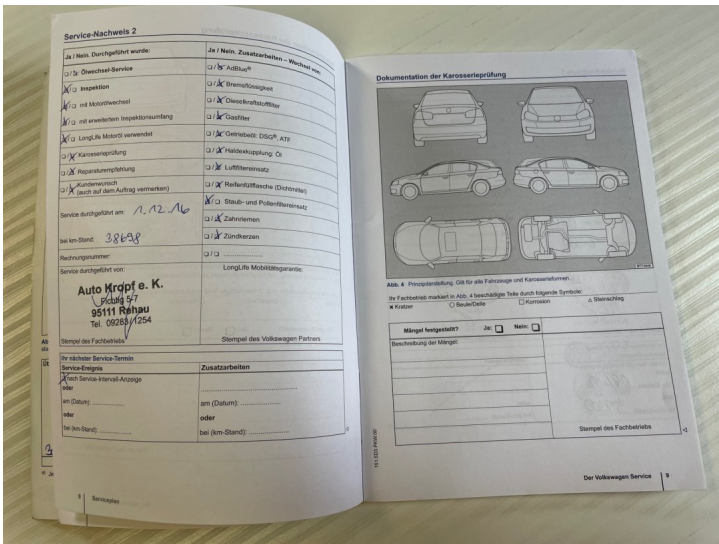 Service-Nachweis 2
Ja / Nein. Durchgeführt wurde:
❏ / ❏ Ölwechsel-Service
❏ / ❏ Inspektion
❏ / ❏ mit Motorölwechsel
❏ / ❏ mit erweitertem Inspektionsumfang
❏ / ❏ LongLife Motoröl verwendet
❏ / ❏ Karosserieprüfung
❏ / ❏ Reparaturempfehlung
❏ / ❏ Kundenwunsch
(auch auf dem Auftrag vermerken)
Service durchgeführt am: 1.12.16
bei km-Stand: 38698
Rechnungsnummer:
Service durchgeführt von:
Auto Kropf e. K.
5-7
95111 Rehau
Tel. 09283/1254
Stempel des Fachbetriebs
Ja / Nein. Zusatzarbeiten – Wechsel von:
❏ / ❏ AdBlue®
❏ / ❏ Bremsflüssigkeit
❏ / ❏ Dieselkraftstofffilter
❏ / ❏ Gasfilter
❏ / ❏ Getriebeöl: DSG®, ATF
❏ / ❏ Haldexkupplung: Öl
❏ / ❏ Luftfiltereinsatz
❏ / ❏ Reifenfüllflasche (Dichtmittel)
❏ / ❏ Staub- und Pollenfiltereinsatz
❏ / ❏ Zahnriemen
❏ / ❏ Zündkerzen
❏ / ❏ ....................
LongLife Mobilitätsgarantie:
Stempel des Volkswagen Partners
Ihr nächster Service-Termin
Service-Ereignis
nach Service-Intervall-Anzeige
oder
am (Datum): ................
oder
bei (km-Stand): ................
Zusatzarbeiten
am (Datum): ................
oder
bei (km-Stand): ................
8 | Serviceplan
Dokumentation der Karosserieprüfung
Abb. 4 Prinzipdarstellung. Gilt für alle Fahrzeuge und Karosserieformen.
Ihr Fachbetrieb markiert in Abb. 4 beschädigte Teile durch folgende Symbole:
× Kratzer ○ Beule/Delle □ Korrosion △ Steinschlag
Mängel festgestellt? Ja: ❏ Nein: ❏
Beschreibung der Mängel:
Stempel des Fachbetriebs
Der Volkswagen Service | 9